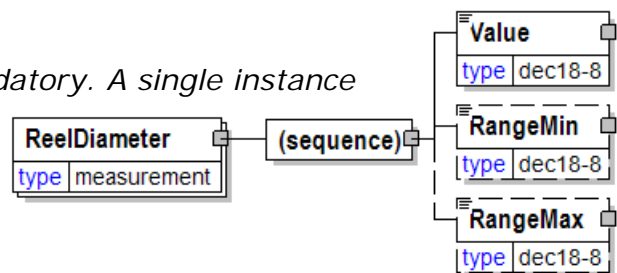 Value
type dec18-8
datory. A single instance
ReelDiameter
type measurement
(sequence)
RangeMin
type dec18-8
RangeMax
type dec18-8